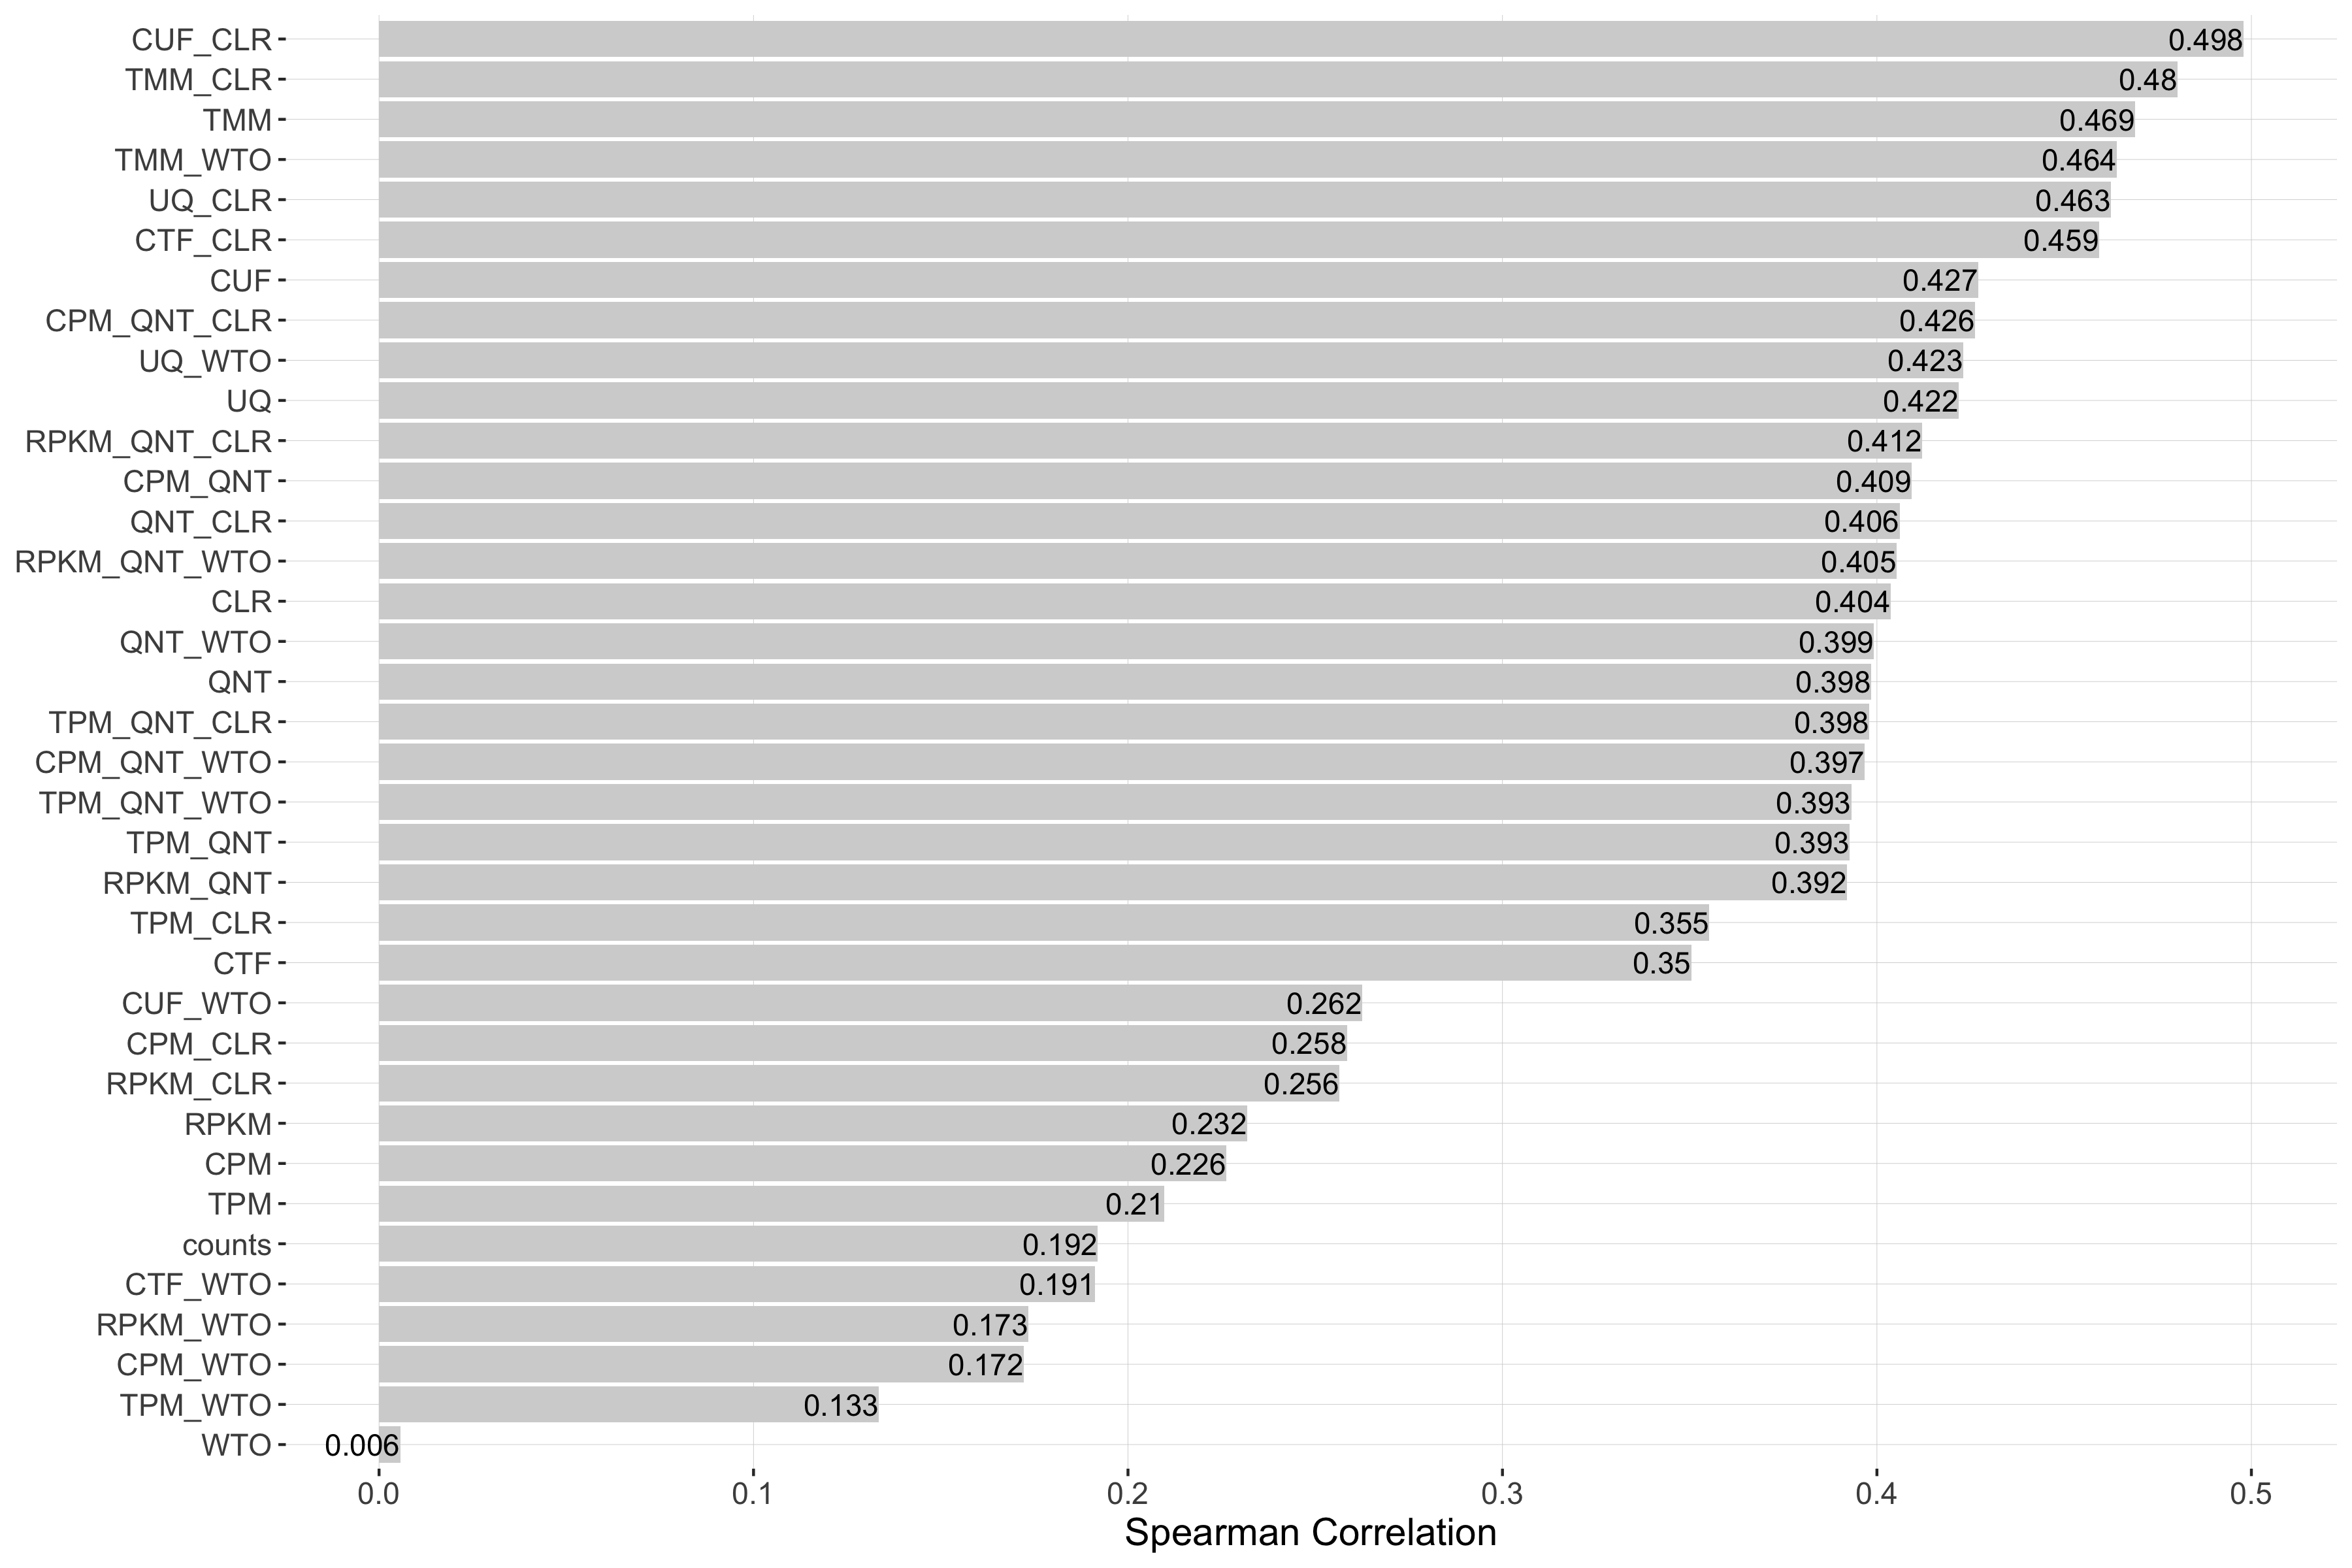 CUF_CLR 0.498
TMM_CLR 0.48
TMM 0.469
TMM_WTO 0.464
UQ_CLR 0.463
CTF_CLR 0.459
CUF 0.427
CPM_QNT_CLR 0.426
UQ_WTO 0.423
UQ 0.422
RPKM_QNT_CLR 0.412
CPM_QNT 0.409
QNT_CLR 0.406
RPKM_QNT_WTO 0.405
CLR 0.404
QNT_WTO 0.399
QNT 0.398
TPM_QNT_CLR 0.398
CPM_QNT_WTO 0.397
TPM_QNT_WTO 0.393
TPM_QNT 0.393
RPKM_QNT 0.392
TPM_CLR 0.355
CTF 0.35
CUF_WTO 0.262
CPM_CLR 0.258
RPKM_CLR 0.256
RPKM 0.232
CPM 0.226
TPM 0.21
counts 0.192
CTF_WTO 0.191
RPKM_WTO 0.173
CPM_WTO 0.172
TPM_WTO 0.133
WTO 0.006
0.0 0.1 0.2 0.3 0.4 0.5
Spearman Correlation